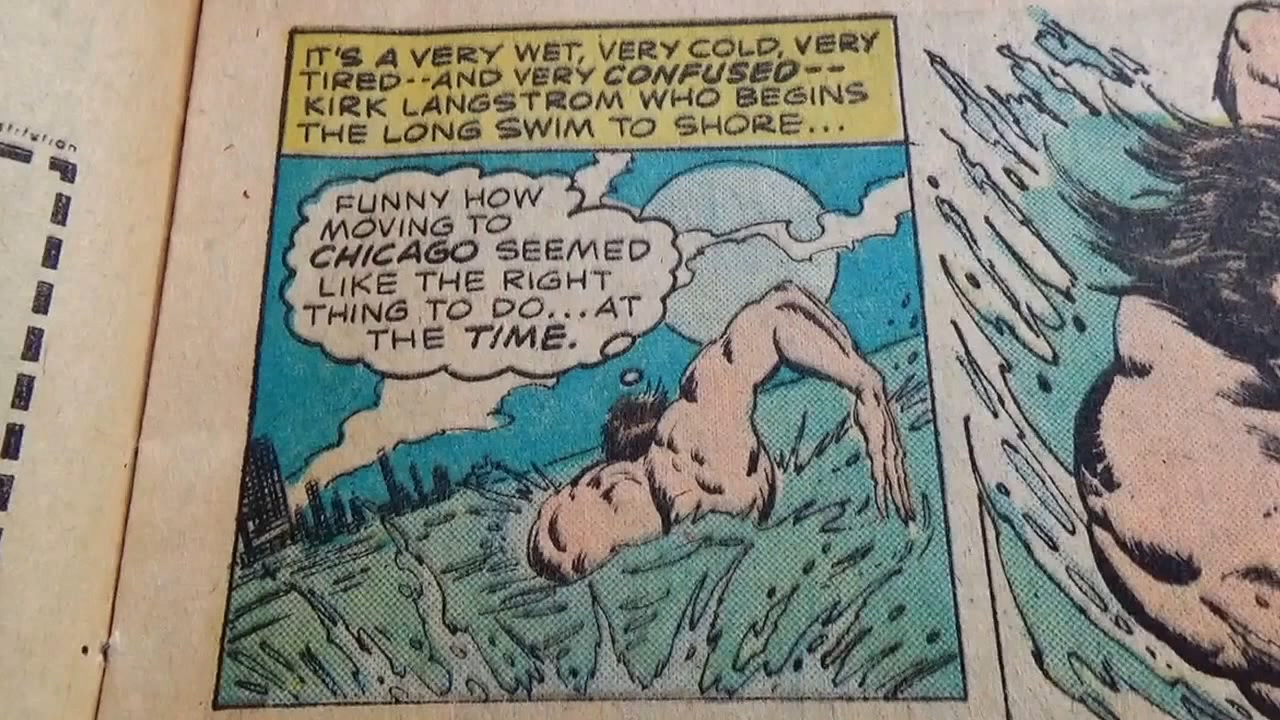 IT'S A VERY WET, VERY COLD, VERY
TIRED--AND VERY CONFUSED--
KIRK LANGSTROM WHO BEGINS
THE LONG SWIM TO SHORE...
FUNNY HOW
MOVING TO
CHICAGO SEEMED
LIKE THE RIGHT
THING TO DO...AT
THE TIME.